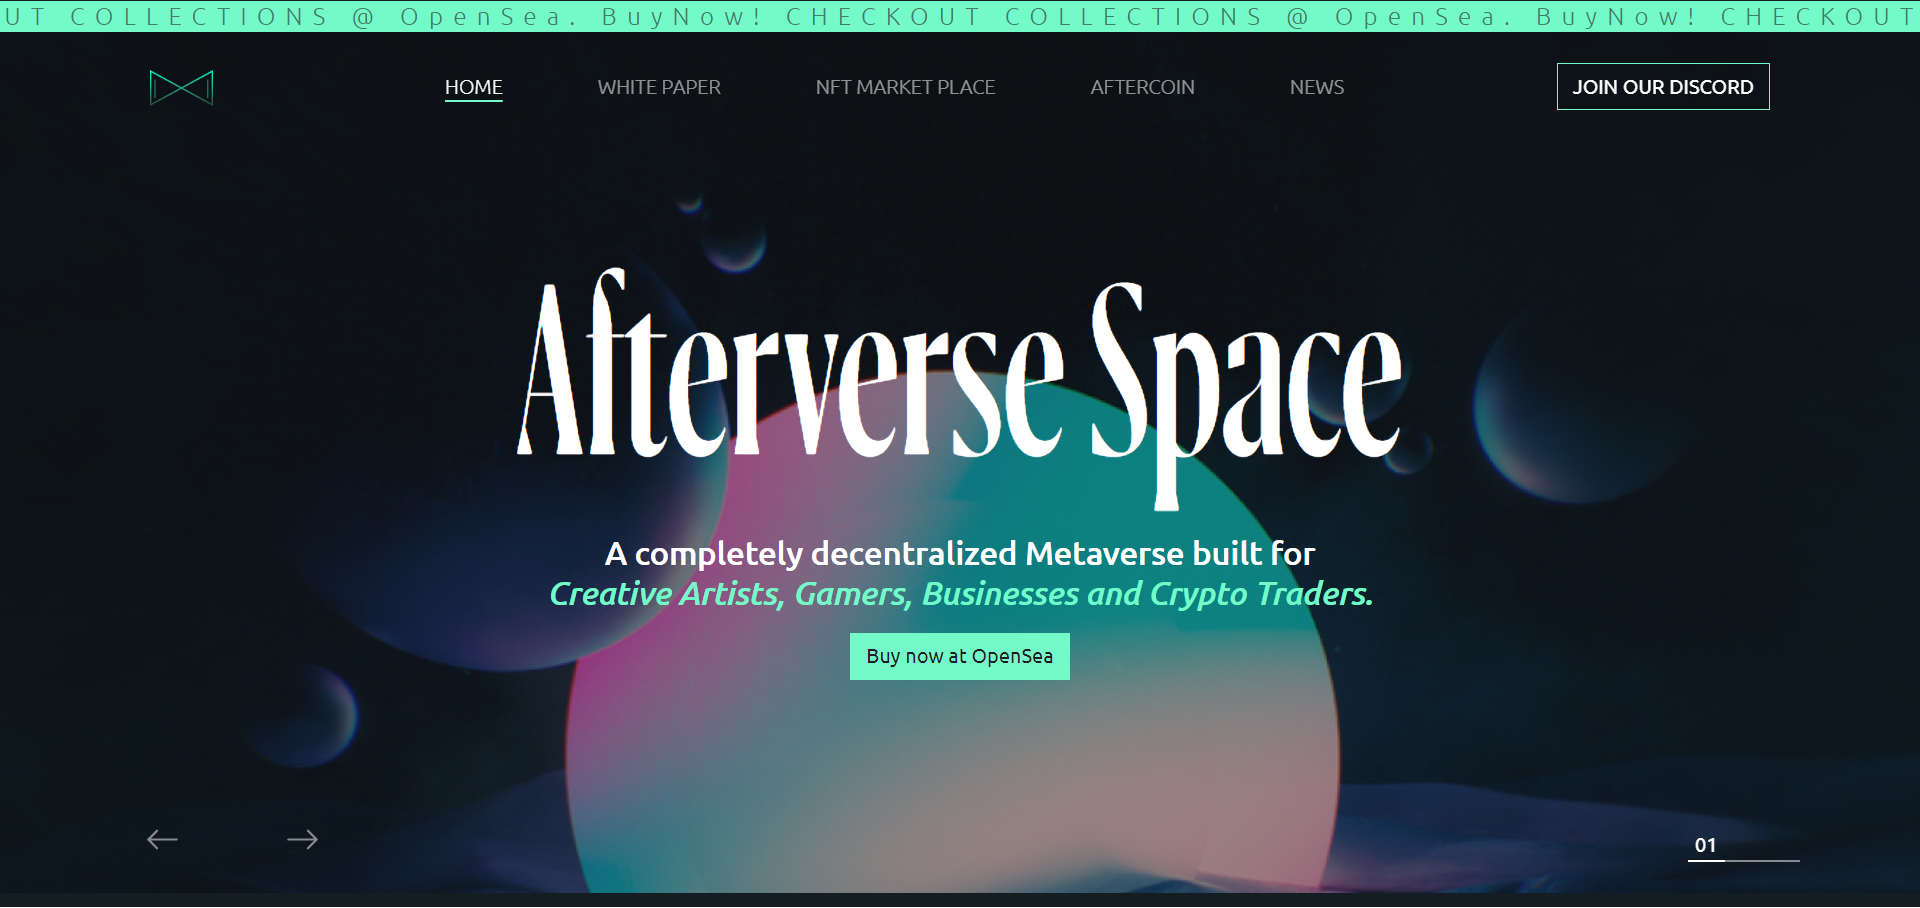 UT COLLECTIONS @ OpenSea. BuyNow! CHECKOUT COLLECTIONS @ OpenSea. BuyNow! CHECKOUT
HOME
WHITE PAPER
NFT MARKET PLACE
AFTERCOIN
NEWS
JOIN OUR DISCORD
Afterverse Space
A completely decentralized Metaverse built for
Creative Artists, Gamers, Businesses and Crypto Traders.
Buy now at OpenSea
01